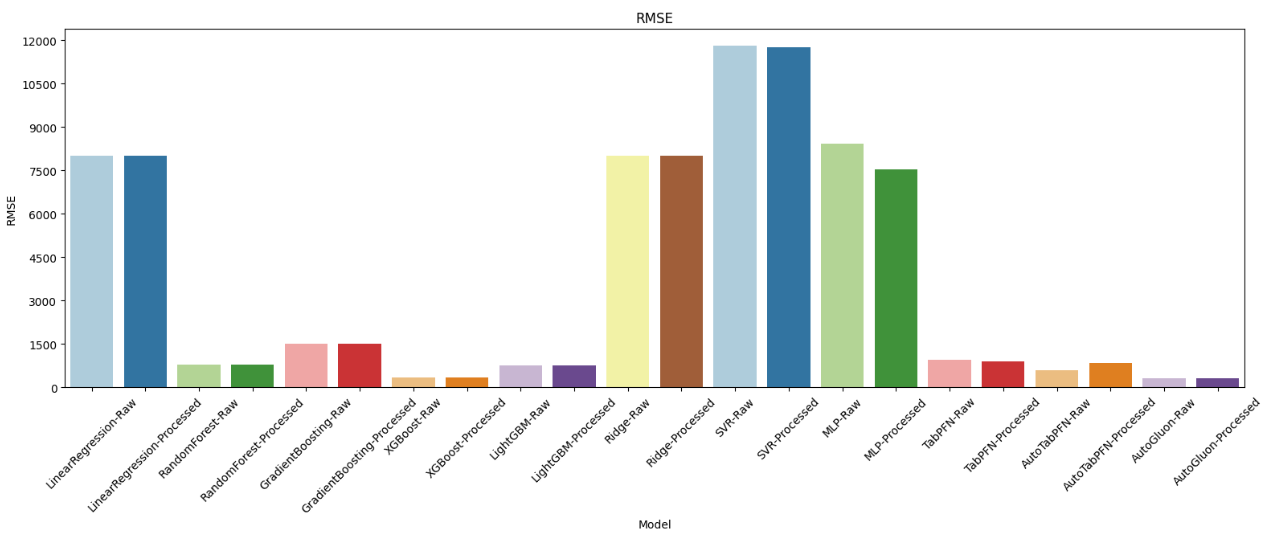 RMSE
12000
10500
9000
7500
6000
4500
3000
1500
0
RMSE
LinearRegression-Raw
LinearRegression-Processed
RandomForest-Raw
RandomForest-Processed
GradientBoosting-Raw
GradientBoosting-Processed
XGBoost-Raw
XGBoost-Processed
LightGBM-Raw
LightGBM-Processed
Ridge-Raw
Ridge-Processed
SVR-Raw
SVR-Processed
MLP-Raw
MLP-Processed
TabPFN-Raw
TabPFN-Processed
AutoTabPFN-Raw
AutoTabPFN-Processed
AutoGluon-Raw
AutoGluon-Processed
Model